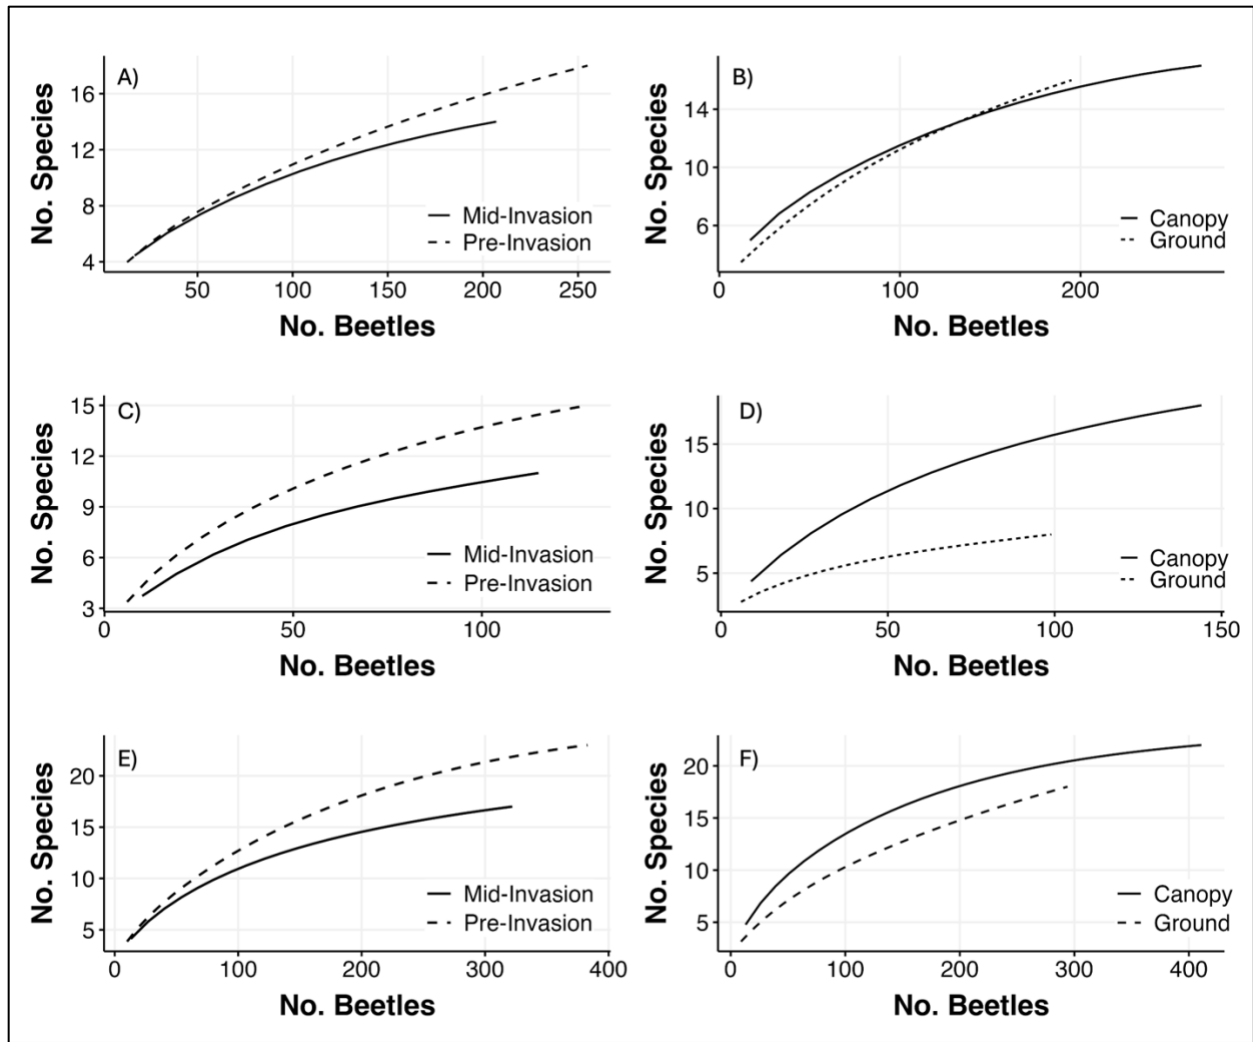 A)
No. Species
16
12
8
4
Mid-Invasion
Pre-Invasion
50
100
150
200
250
No. Beetles
B)
No. Species
14
10
6
Canopy
Ground
0
100
200
No. Beetles
C)
No. Species
15
12
9
6
3
Mid-Invasion
Pre-Invasion
0
50
100
No. Beetles
D)
No. Species
15
10
5
Canopy
Ground
0
50
100
150
No. Beetles
E)
No. Species
20
15
10
5
Mid-Invasion
Pre-Invasion
0
100
200
300
400
No. Beetles
F)
No. Species
20
15
10
5
Canopy
Ground
0
100
200
300
400
No. Beetles